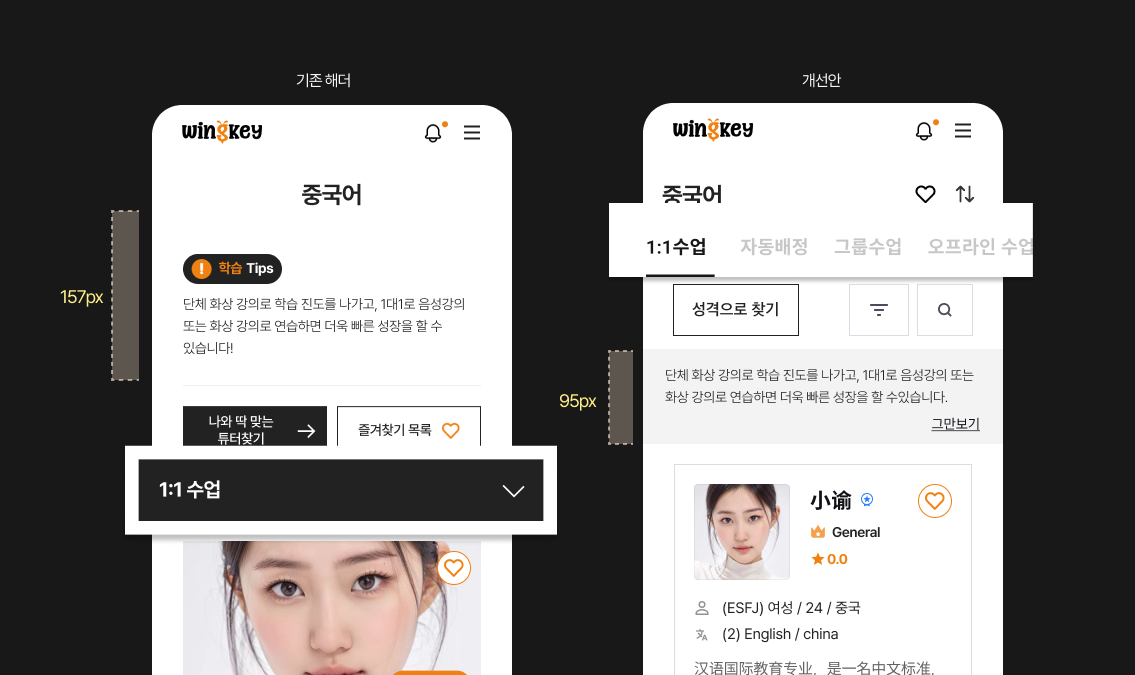 기존 해더
wingkey
중국어
157px
! 학습 Tips
단체 화상 강의로 학습 진도를 나가고, 1대1로 음성강의
또는 화상 강의로 연습하면 더욱 빠른 성장을 할 수
있습니다!
나와 딱 맞는
튜터찾기
즐겨찾기 목록
1:1 수업
개선안
wingkey
중국어
1:1수업 자동배정 그룹수업 오프라인 수업
성격으로 찾기
95px
단체 화상 강의로 학습 진도를 나가고, 1대1로 음성강의 또는
화상 강의로 연습하면 더욱 빠른 성장을 할 수있습니다.
그만보기
小谕
General
0.0
(ESFJ) 여성 / 24 / 중국
(2) English / china
汉语国际教育专业，是一名中文标准，